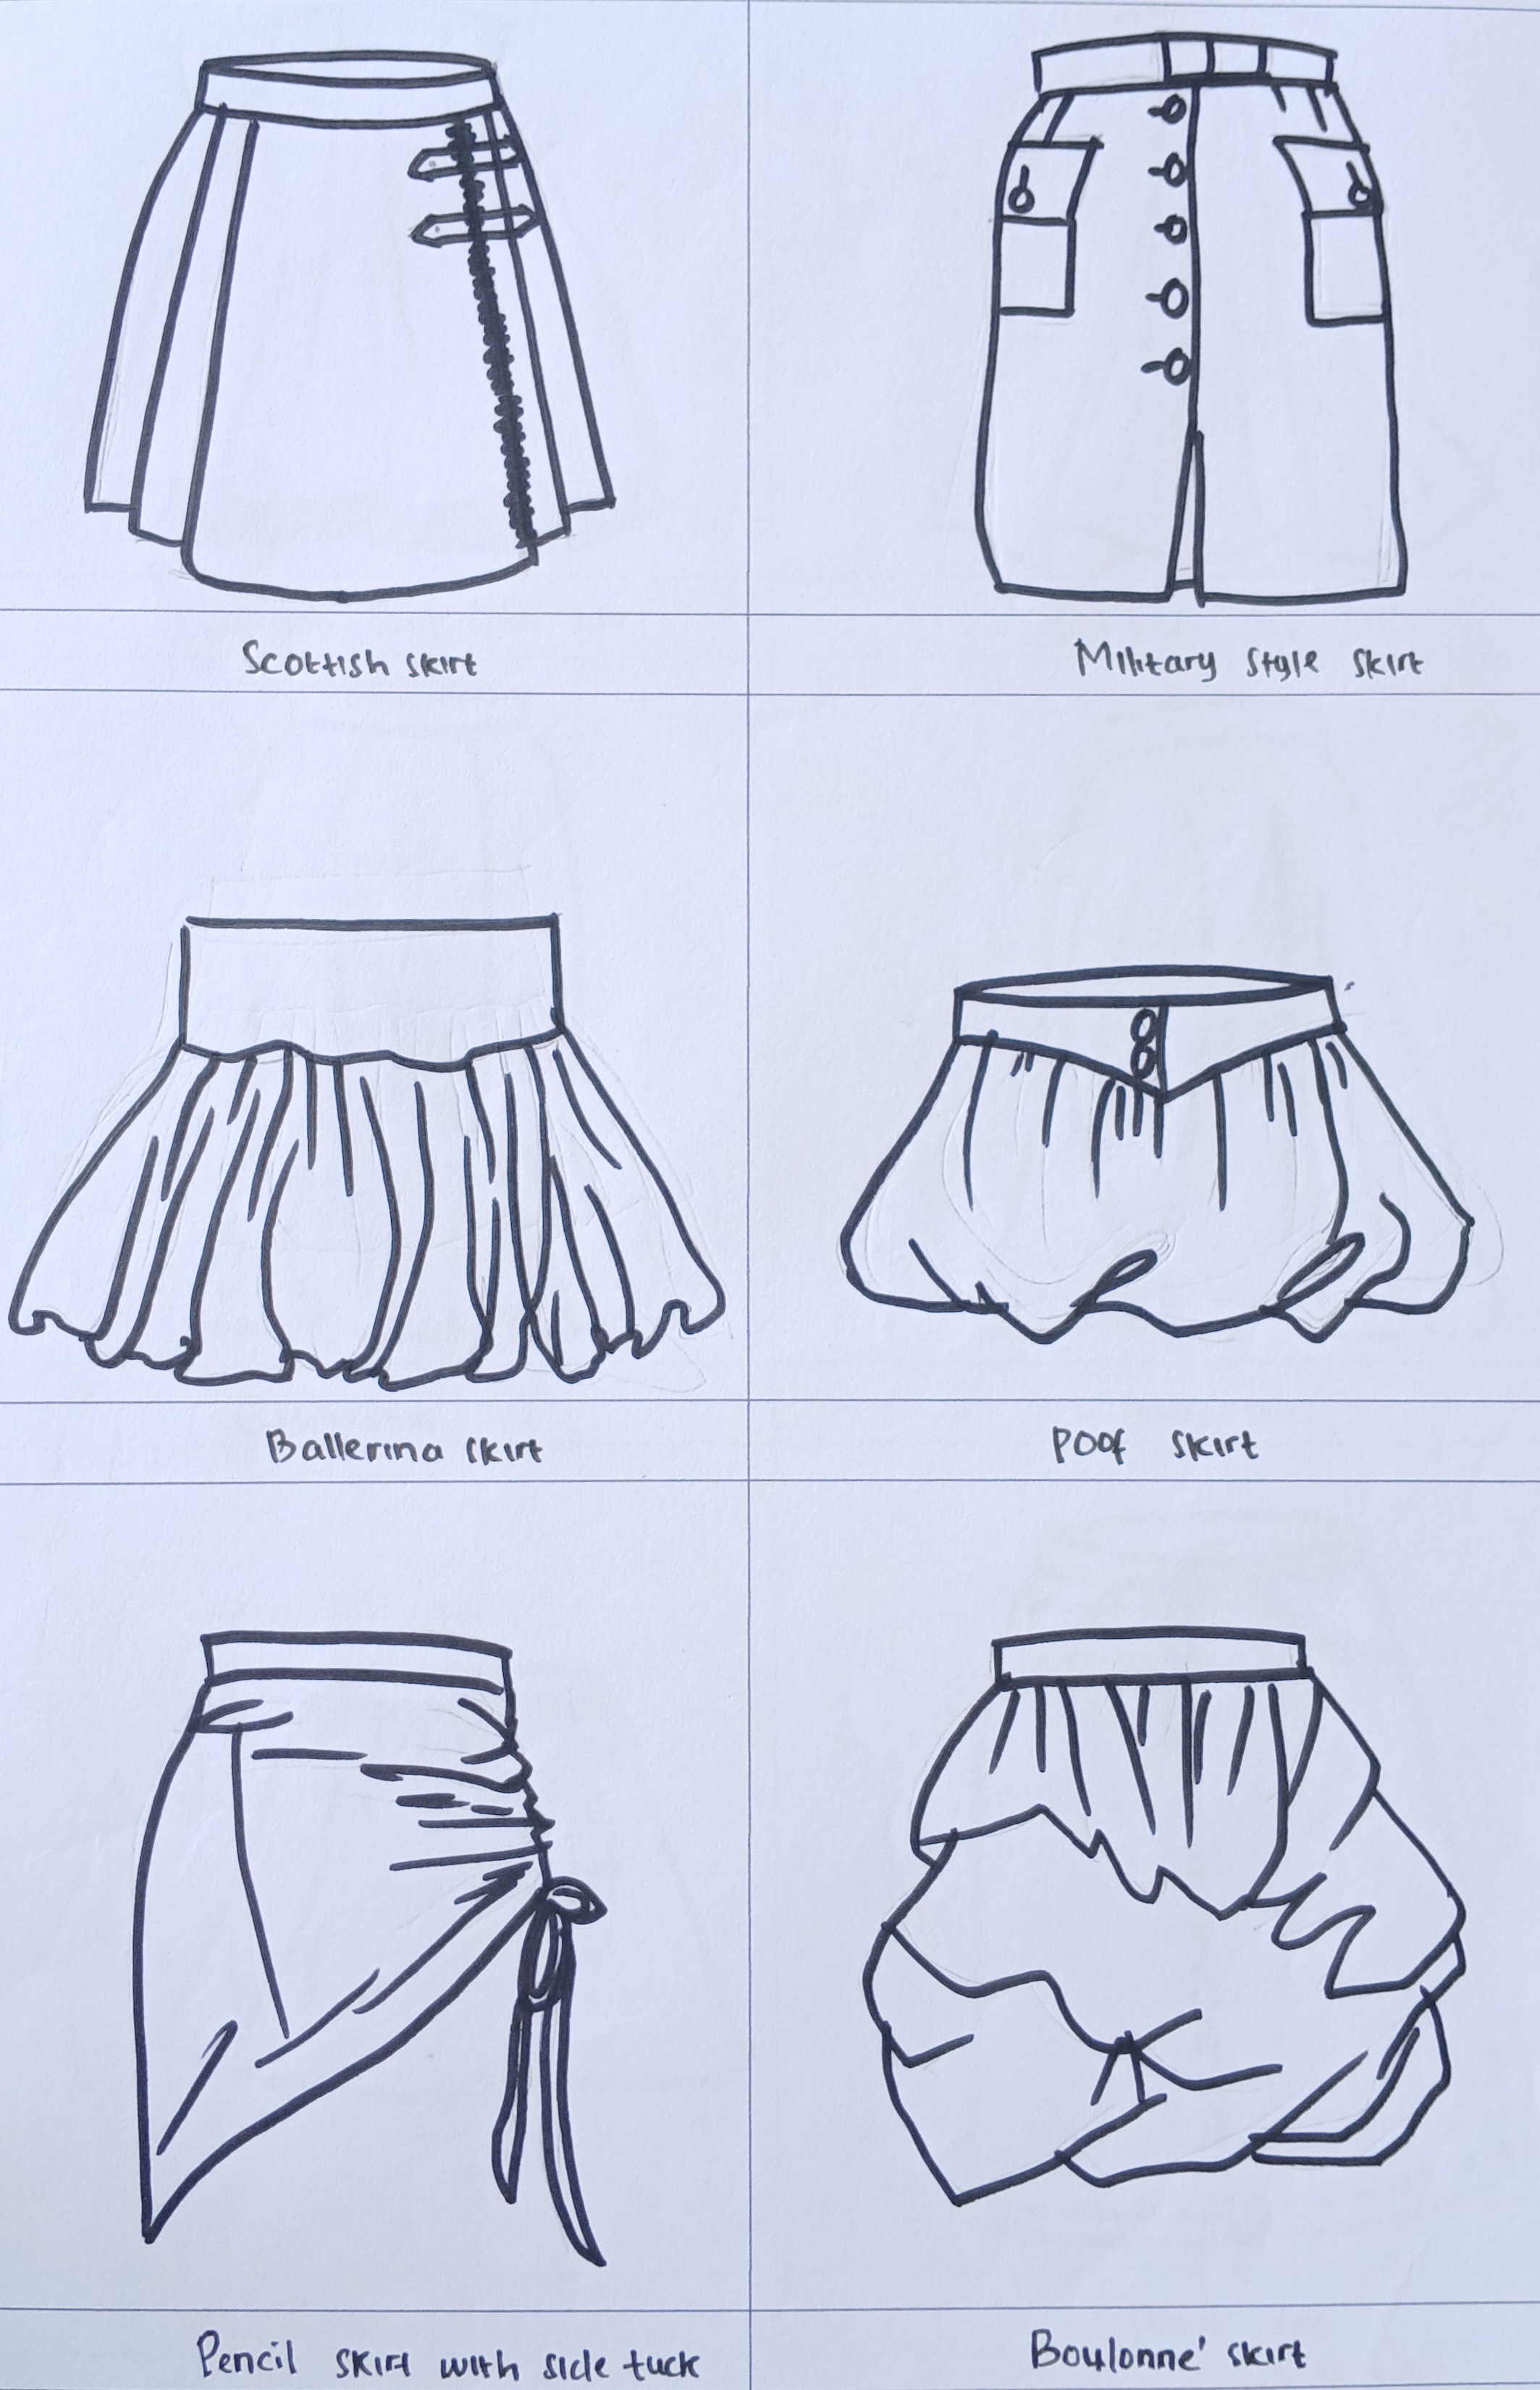 Scottish skirt
Military style skirt
Ballerina skirt
Poof skirt
Pencil skirt with side tuck
Boulonne' skirt